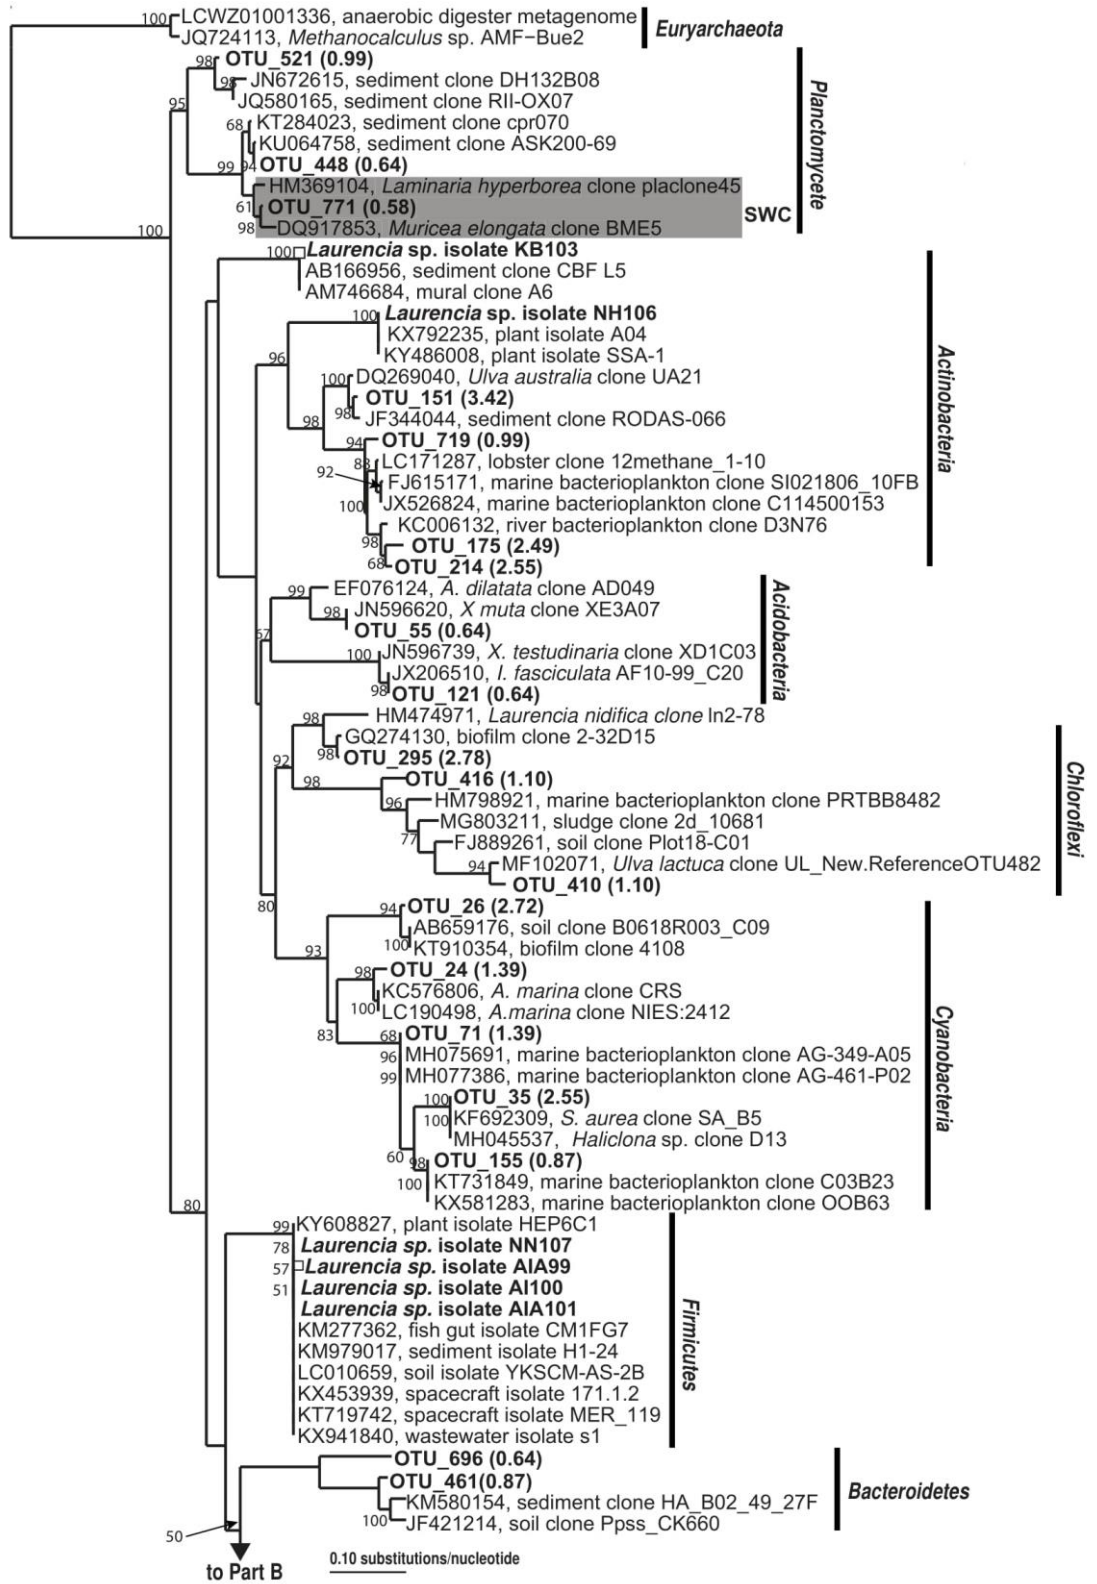 100 LCWZ01001336, anaerobic digester metagenome
JQ724113, Methanocalculus sp. AMF−Bue2
Euryarchaeota
98 OTU_521 (0.99)
98 JN672615, sediment clone DH132B08
JQ580165, sediment clone RII-OX07
95
68 KT284023, sediment clone cpr070
KU064758, sediment clone ASK200-69
99 94 OTU_448 (0.64)
HM369104, Laminaria hyperborea clone placlone45
61 OTU_771 (0.58)
SWC
98 DQ917853, Muricea elongata clone BME5
Planctomycete
100
100 Laurencia sp. isolate KB103
AB166956, sediment clone CBF L5
AM746684, mural clone A6
100 Laurencia sp. isolate NH106
KX792235, plant isolate A04
96 KY486008, plant isolate SSA-1
100 DQ269040, Ulva australia clone UA21
OTU_151 (3.42)
98 98 JF344044, sediment clone RODAS-066
94 OTU_719 (0.99)
88 LC171287, lobster clone 12methane_1-10
92 FJ615171, marine bacterioplankton clone SI021806_10FB
100 JX526824, marine bacterioplankton clone C114500153
KC006132, river bacterioplankton clone D3N76
98 OTU_175 (2.49)
68 OTU_214 (2.55)
Actinobacteria
99 EF076124, A. dilatata clone AD049
98 JN596620, X muta clone XE3A07
67 OTU_55 (0.64)
100 JN596739, X. testudinaria clone XD1C03
JX206510, I. fasciculata AF10-99_C20
98 OTU_121 (0.64)
Acidobacteria
98 HM474971, Laurencia nidifica clone ln2-78
GQ274130, biofilm clone 2-32D15
92 98 OTU_295 (2.78)
98 OTU_416 (1.10)
96 HM798921, marine bacterioplankton clone PRTBB8482
MG803211, sludge clone 2d_10681
77 FJ889261, soil clone Plot18-C01
94 MF102071, Ulva lactuca clone UL_New.ReferenceOTU482
OTU_410 (1.10)
Chloroflexi
80
94 OTU_26 (2.72)
AB659176, soil clone B0618R003_C09
93 100 KT910354, biofilm clone 4108
98 OTU_24 (1.39)
KC576806, A. marina clone CRS
100 LC190498, A.marina clone NIES:2412
83 68 OTU_71 (1.39)
96 MH075691, marine bacterioplankton clone AG-349-A05
99 MH077386, marine bacterioplankton clone AG-461-P02
100 OTU_35 (2.55)
100 KF692309, S. aurea clone SA_B5
MH045537, Haliclona sp. clone D13
60 98 OTU_155 (0.87)
100 KT731849, marine bacterioplankton clone C03B23
KX581283, marine bacterioplankton clone OOB63
Cyanobacteria
80
99 KY608827, plant isolate HEP6C1
78 Laurencia sp. isolate NN107
57 Laurencia sp. isolate AIA99
51 Laurencia sp. isolate AI100
Laurencia sp. isolate AIA101
KM277362, fish gut isolate CM1FG7
KM979017, sediment isolate H1-24
LC010659, soil isolate YKSCM-AS-2B
KX453939, spacecraft isolate 171.1.2
KT719742, spacecraft isolate MER_119
KX941840, wastewater isolate s1
Firmicutes
OTU_696 (0.64)
OTU_461(0.87)
KM580154, sediment clone HA_B02_49_27F
100 JF421214, soil clone Ppss_CK660
Bacteroidetes
50
to Part B
0.10 substitutions/nucleotide